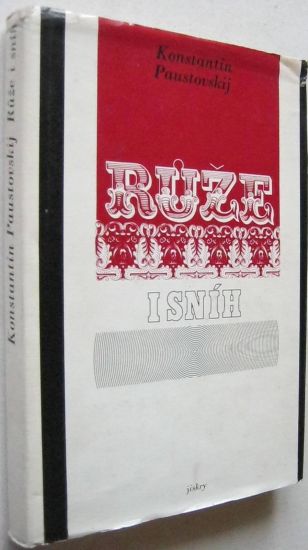 Konstantin
Paustovskij
RŮŽE
I SNÍH
jiskry
Konstantin Paustovskij Růže i sníh